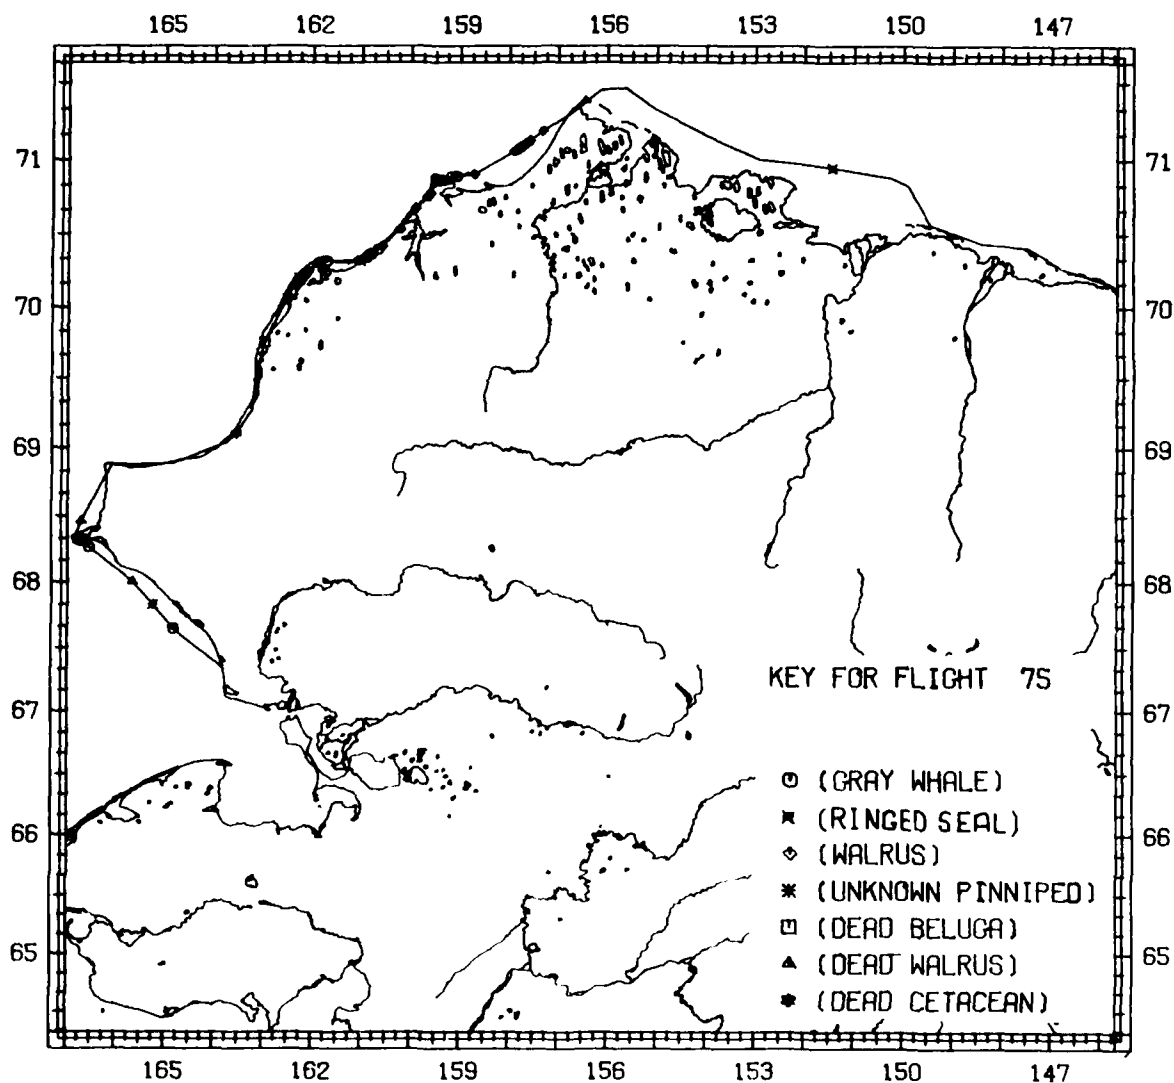 165 162 159 156 153 150 147
71 71
70 70
69 69
68 68
KEY FOR FLIGHT 75
67 67
(GRAY WHALE)
(RINGED SEAL)
66 66
(WALRUS)
(UNKNOWN PINNIPED)
(DEAD BELUGA)
65 65
(DEAD WALRUS)
(DEAD CETACEAN)
165 162 159 156 153 150 147